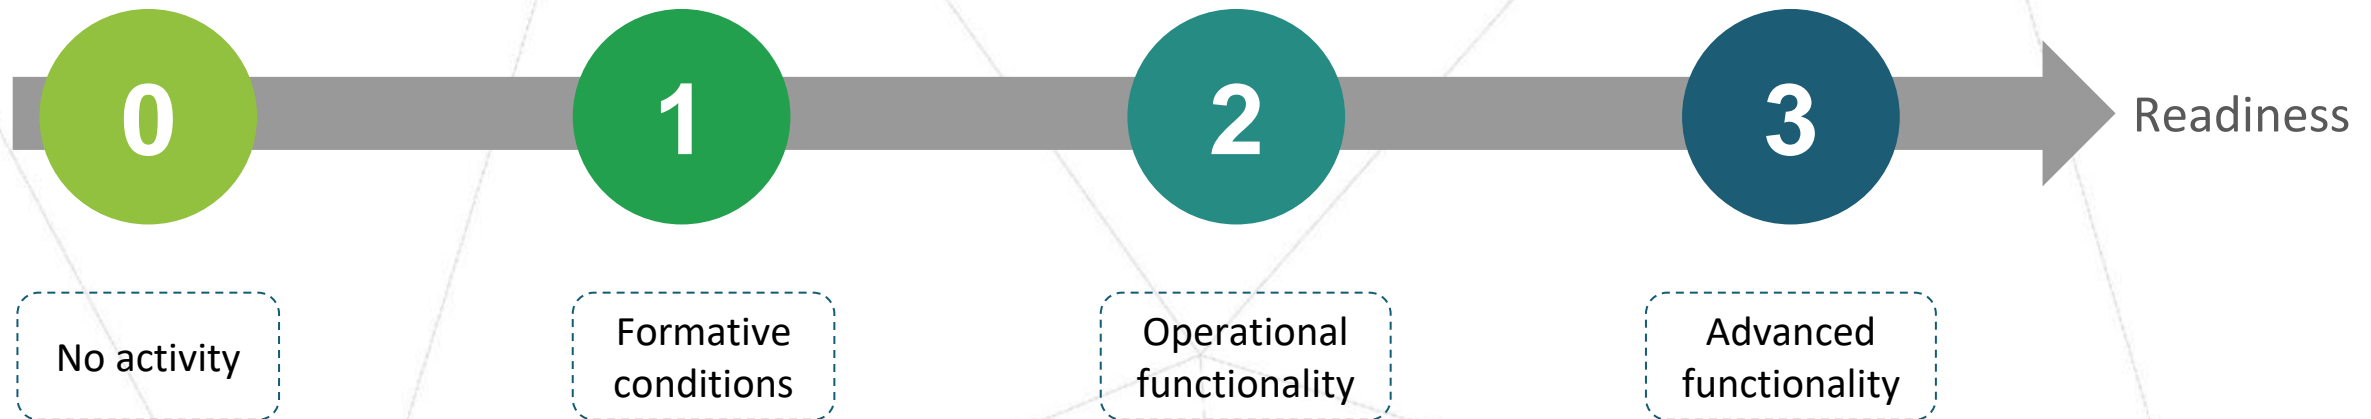 0
1
2
3
Readiness
No activity
Formative
conditions
Operational
functionality
Advanced
functionality